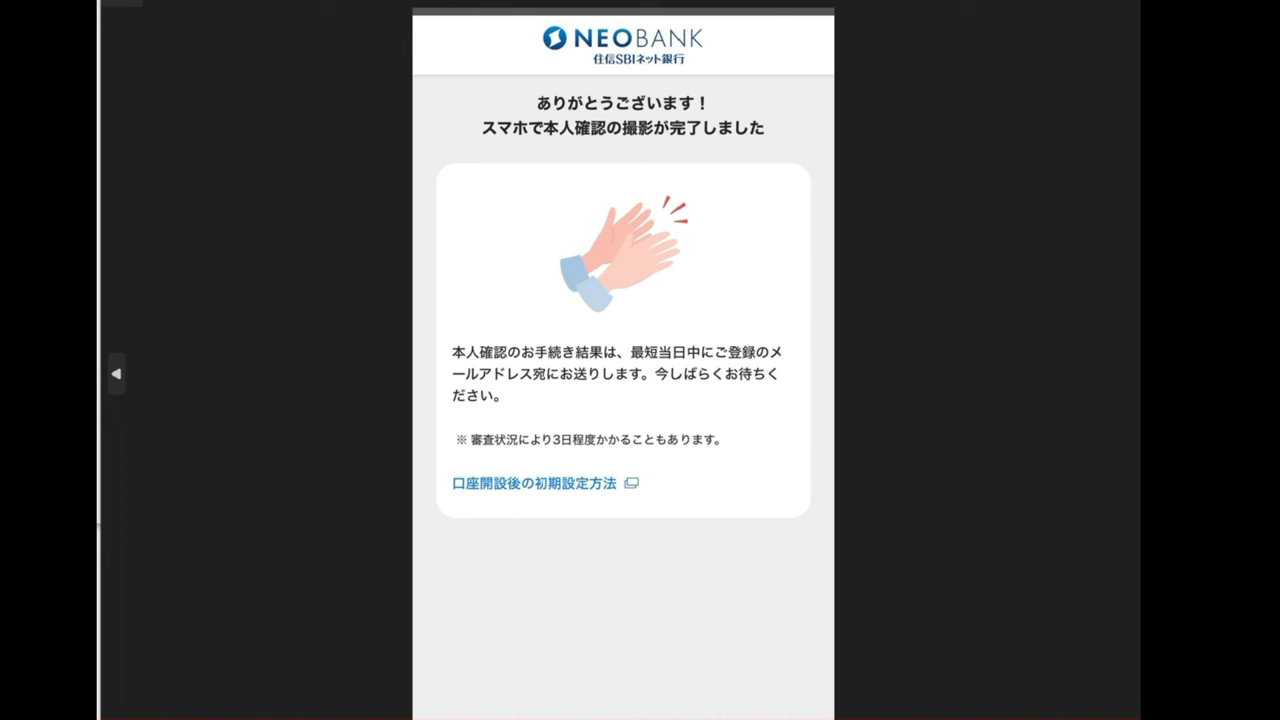 NEOBANK
住信SBIネット銀行
ありがとうございます！
スマホで本人確認の撮影が完了しました
本人確認のお手続き結果は、最短当日中にご登録のメ
ールアドレス宛にお送りします。今しばらくお待ちく
ださい。
※ 審査状況により3日程度かかることもあります。
口座開設後の初期設定方法